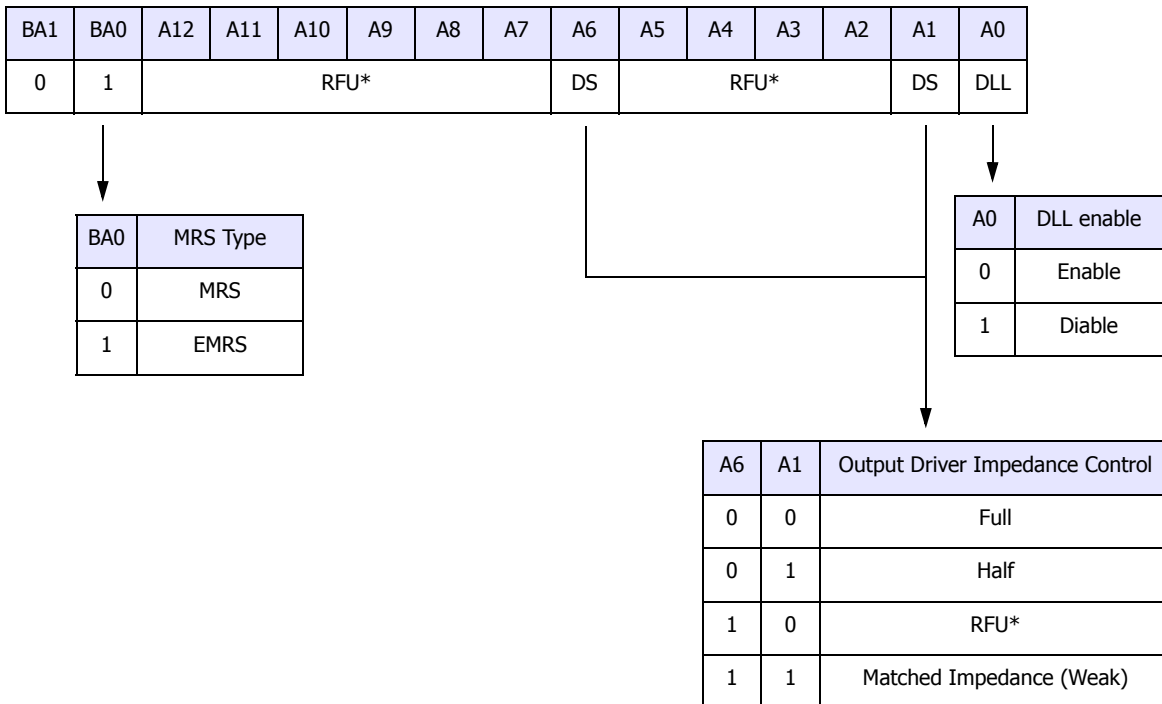 BA1 BA0 A12 A11 A10 A9 A8 A7 A6 A5 A4 A3 A2 A1 A0
0 1 RFU* DS RFU* DS DLL
BA0 MRS Type
0 MRS
1 EMRS
A0 DLL enable
0 Enable
1 Diable
A6 A1 Output Driver Impedance Control
0 0 Full
0 1 Half
1 0 RFU*
1 1 Matched Impedance (Weak)